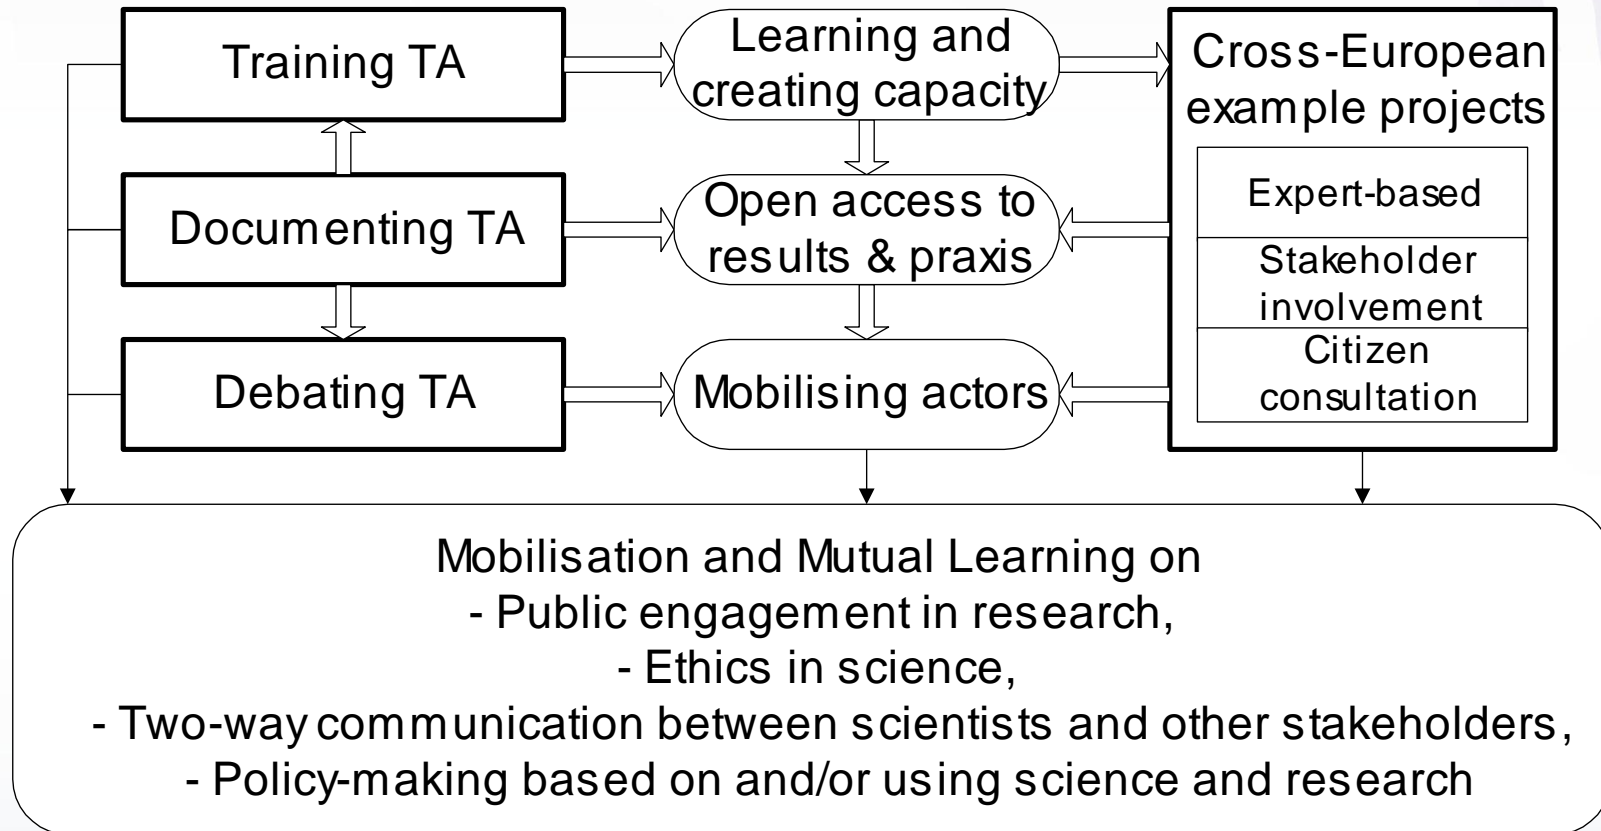 Training TA
Learning and
creating capacity
Cross-European
example projects
Documenting TA
Open access to
results & praxis
Expert-based
Stakeholder
involvement
Citizen
consultation
Debating TA
Mobilising actors
Mobilisation and Mutual Learning on
- Public engagement in research,
- Ethics in science,
- Two-way communication between scientists and other stakeholders,
- Policy-making based on and/or using science and research